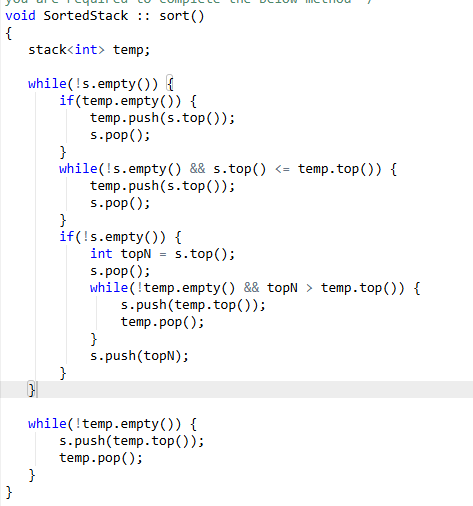 you are required to complete the below method */
void SortedStack :: sort()
{
   stack<int> temp;

   while(!s.empty()) {
       if(temp.empty()) {
           temp.push(s.top());
           s.pop();
       }
       while(!s.empty() && s.top() <= temp.top()) {
           temp.push(s.top());
           s.pop();
       }
       if(!s.empty()) {
           int topN = s.top();
           s.pop();
           while(!temp.empty() && topN > temp.top()) {
               s.push(temp.top());
               temp.pop();
           }
           s.push(topN);
       }
   }

   while(!temp.empty()) {
       s.push(temp.top());
       temp.pop();
   }
}